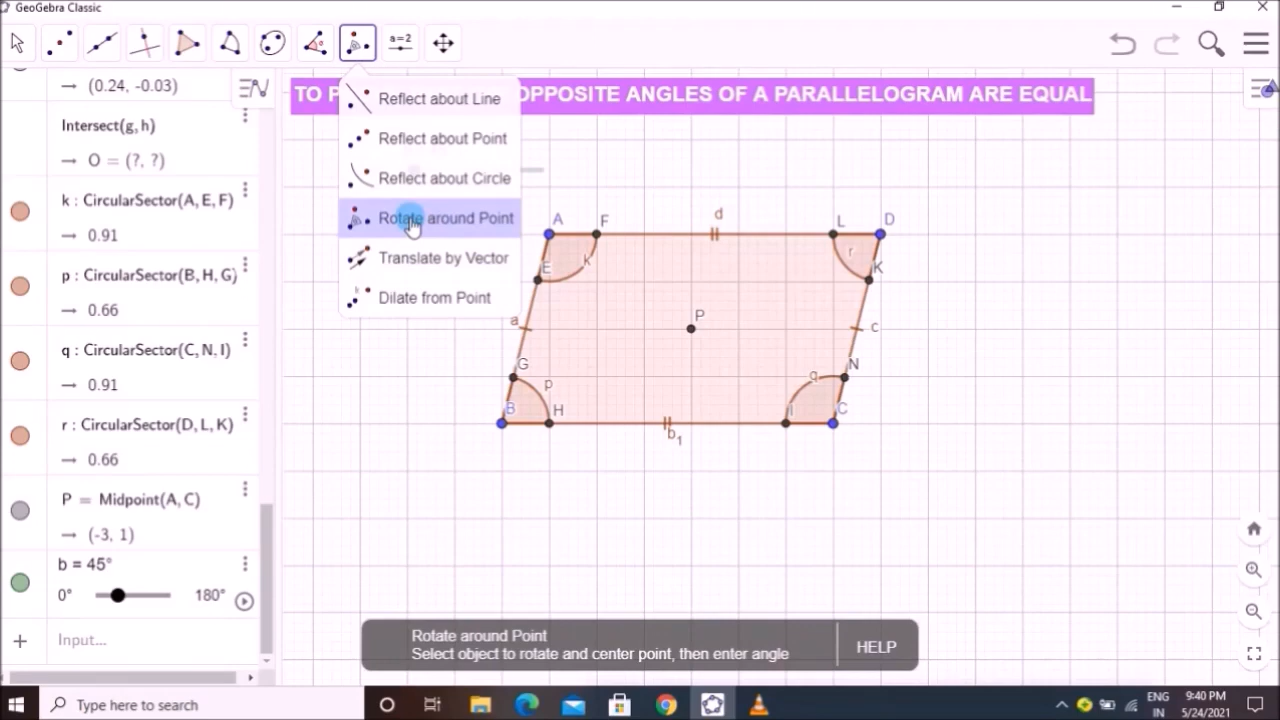 GeoGebra Classic
a=2
TO P
OPPOSITE ANGLES OF A PARALLELOGRAM ARE EQUAL
→ (0.24, -0.03)
Intersect(g, h)
→ O = (?, ?)
k : CircularSector(A, E, F)
→ 0.91
p : CircularSector(B, H, G)
→ 0.66
q : CircularSector(C, N, I)
→ 0.91
r : CircularSector(D, L, K)
→ 0.66
P = Midpoint(A, C)
→ (-3, 1)
b = 45°
0°
180°
Input...
Reflect about Line
Reflect about Point
Reflect about Circle
Rotate around Point
Translate by Vector
Dilate from Point
A
F
d
L
D
E
k
r
K
a
P
c
G
p
q
N
B
H
I
C
b₁
Rotate around Point
Select object to rotate and center point, then enter angle
HELP
Type here to search
ENG
IN
9:40 PM
5/24/2021